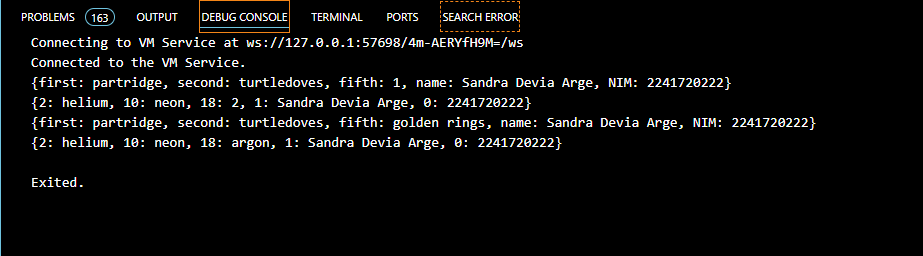 PROBLEMS 163 OUTPUT DEBUG CONSOLE TERMINAL PORTS SEARCH ERROR
Connecting to VM Service at ws://127.0.0.1:57698/4m-AERYfH9M=/ws
Connected to the VM Service.
{first: partridge, second: turtledoves, fifth: 1, name: Sandra Devia Arge, NIM: 2241720222}
{2: helium, 10: neon, 18: 2, 1: Sandra Devia Arge, 0: 2241720222}
{first: partridge, second: turtledoves, fifth: golden rings, name: Sandra Devia Arge, NIM: 2241720222}
{2: helium, 10: neon, 18: argon, 1: Sandra Devia Arge, 0: 2241720222}
Exited.